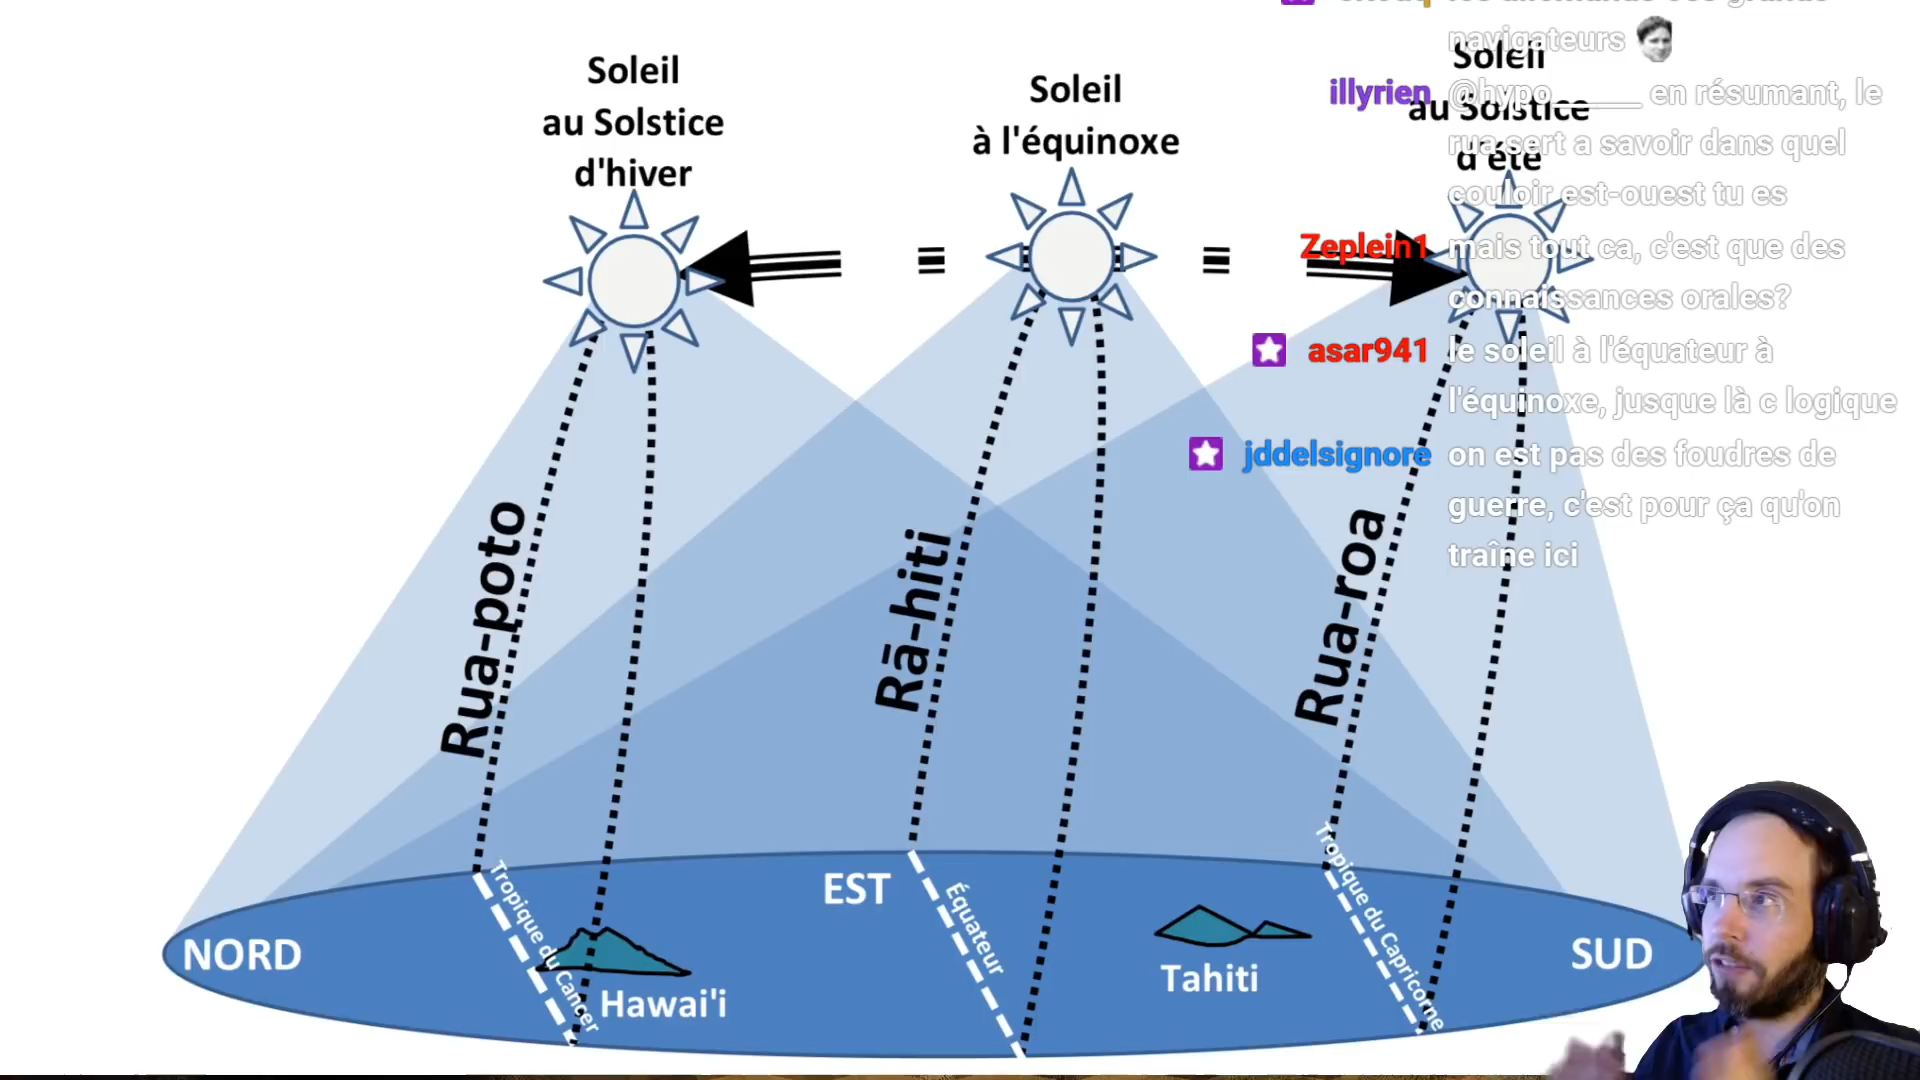 Soleil
au Solstice
d'hiver
Soleil
à l'équinoxe
Soleil
au Solstice
d'été
navigateurs
illyrien @hypo_____ en résumant, le
rua sert a savoir dans quel
couloir est-ouest tu es
Zeplein1 mais tout ca, c'est que des
connaissances orales?
asar941 le soleil à l'équateur à
l'équinoxe, jusque là c logique
jddelsignore on est pas des foudres de
guerre, c'est pour ça qu'on
traîne ici
Rua-poto
Rā-hiti
Rua-roa
NORD
EST
SUD
Tropique du Cancer
Équateur
Tropique du Capricorne
Hawai'i
Tahiti